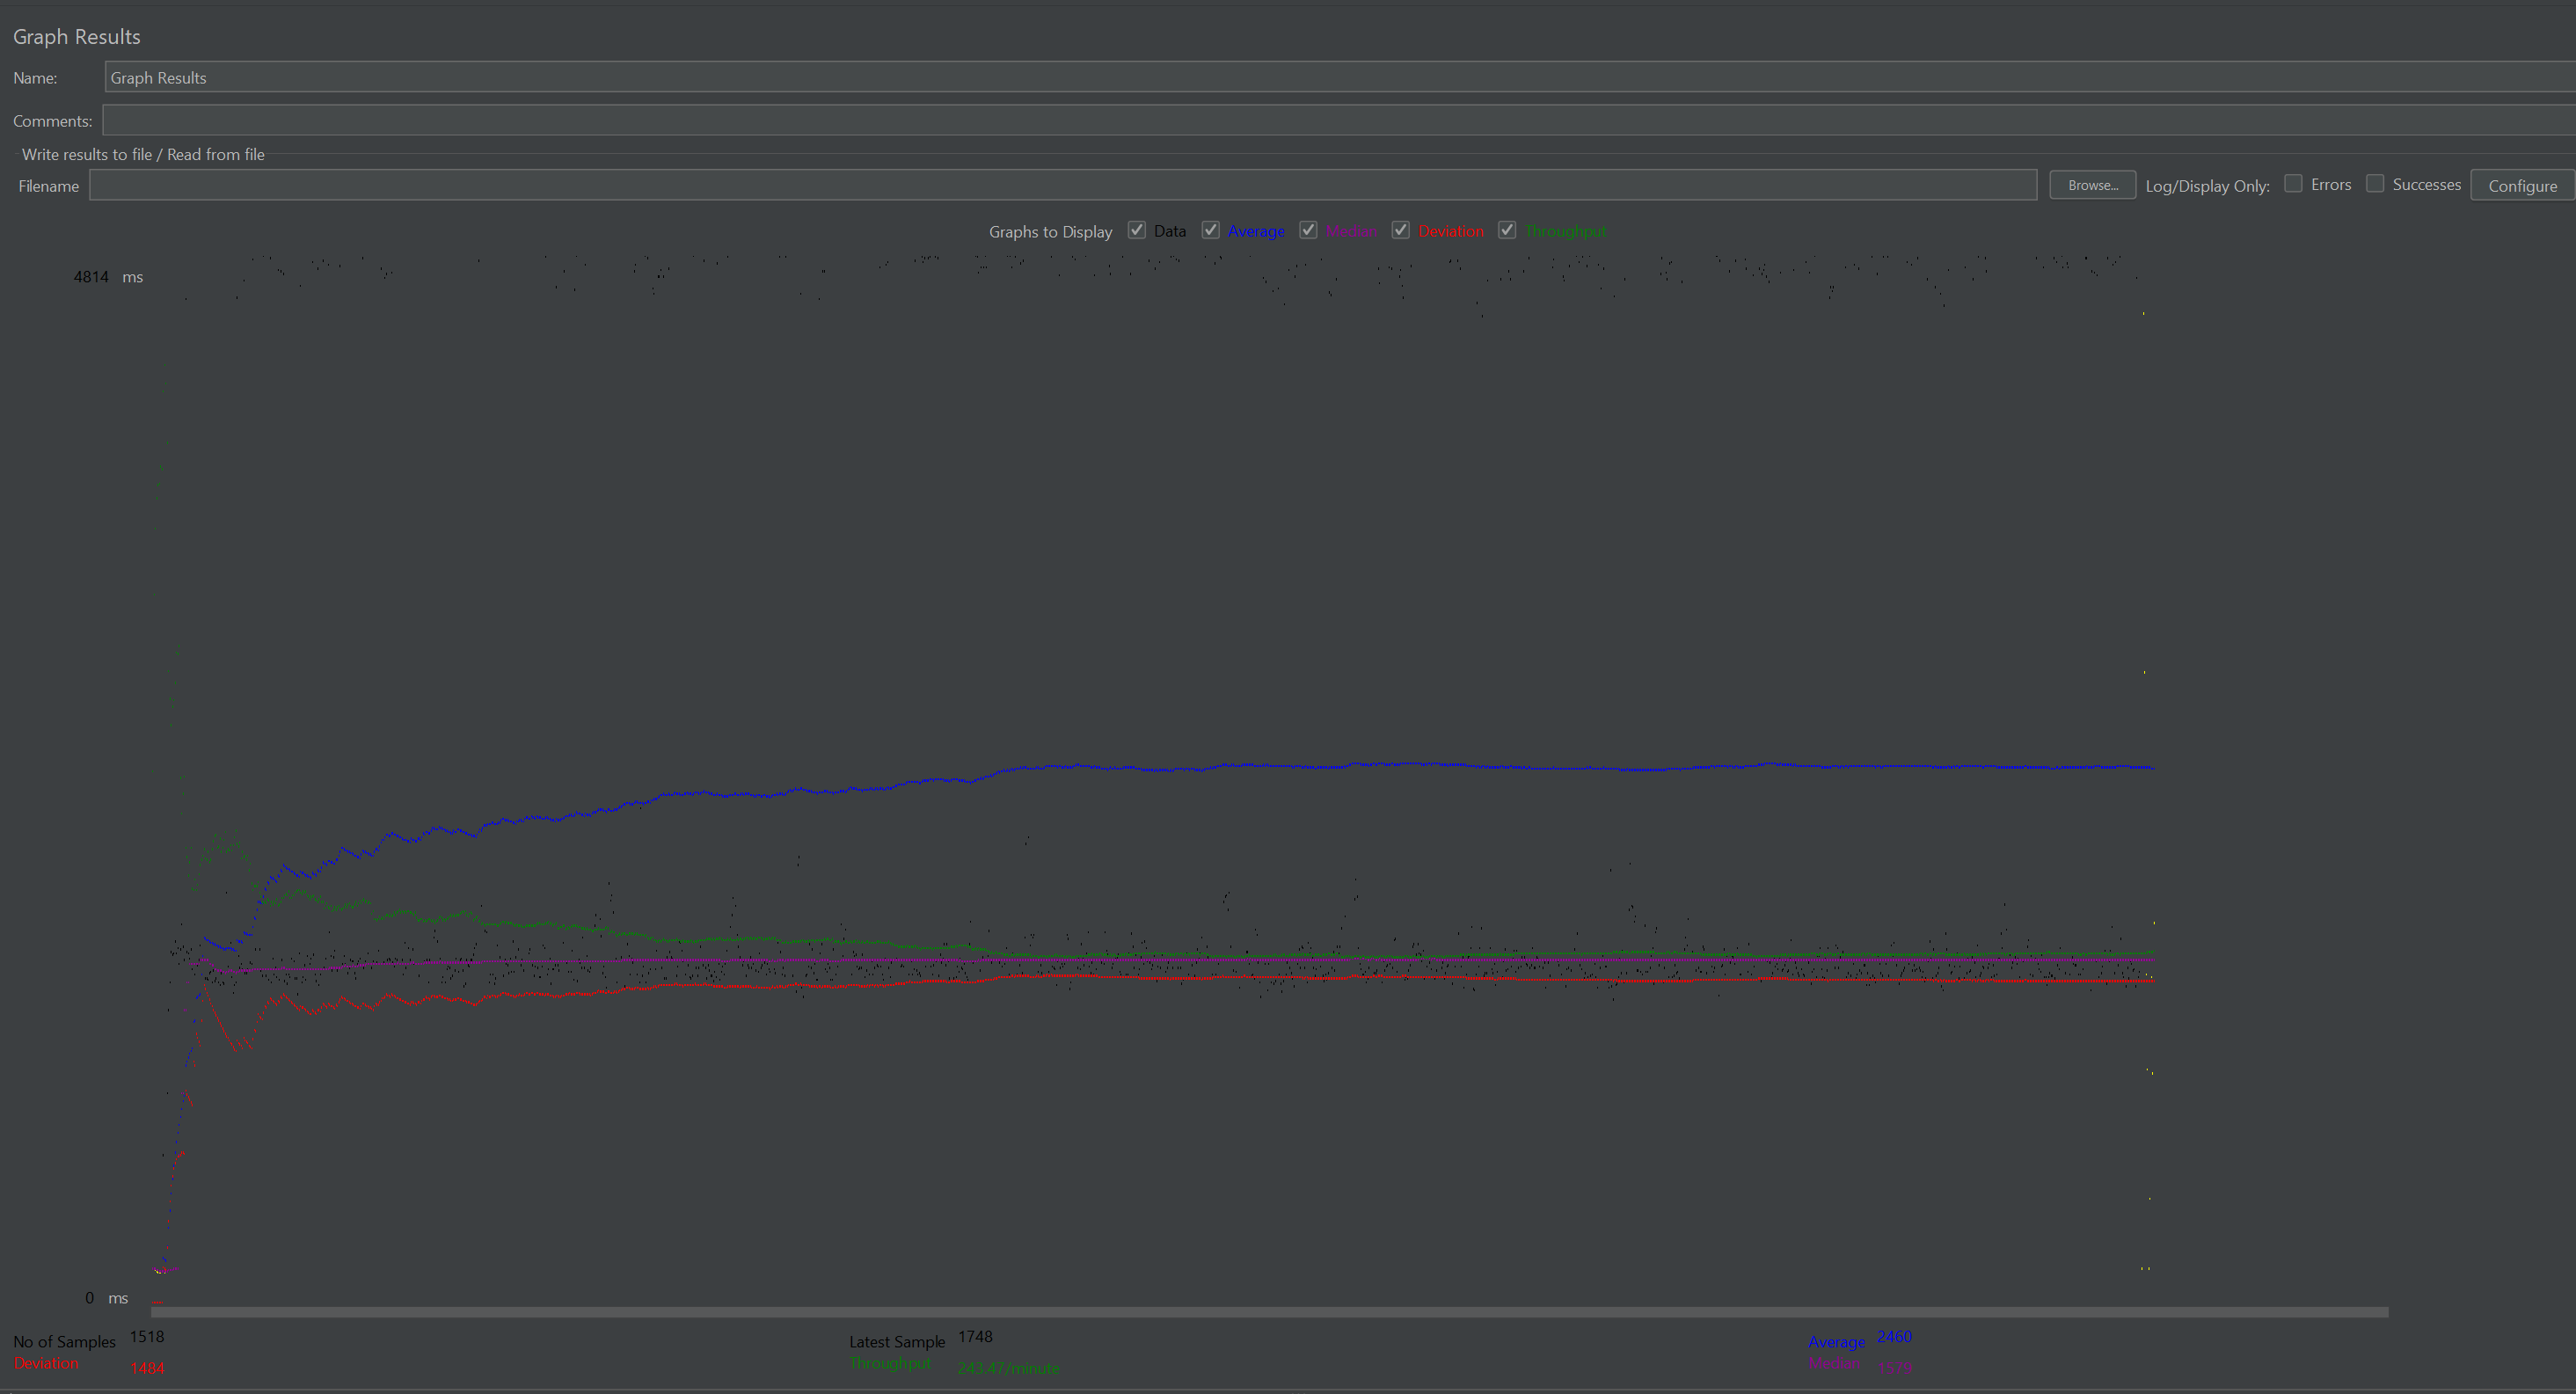 Graph Results
Name: Graph Results
Comments:
Write results to file / Read from file
Filename Browse... Log/Display Only: Errors Successes Configure
Graphs to Display Data Average Median Deviation Throughput
4814 ms
0 ms
No of Samples 1518 Latest Sample 1748 Average 2460
Deviation 1484 Throughput 243.47/minute Median